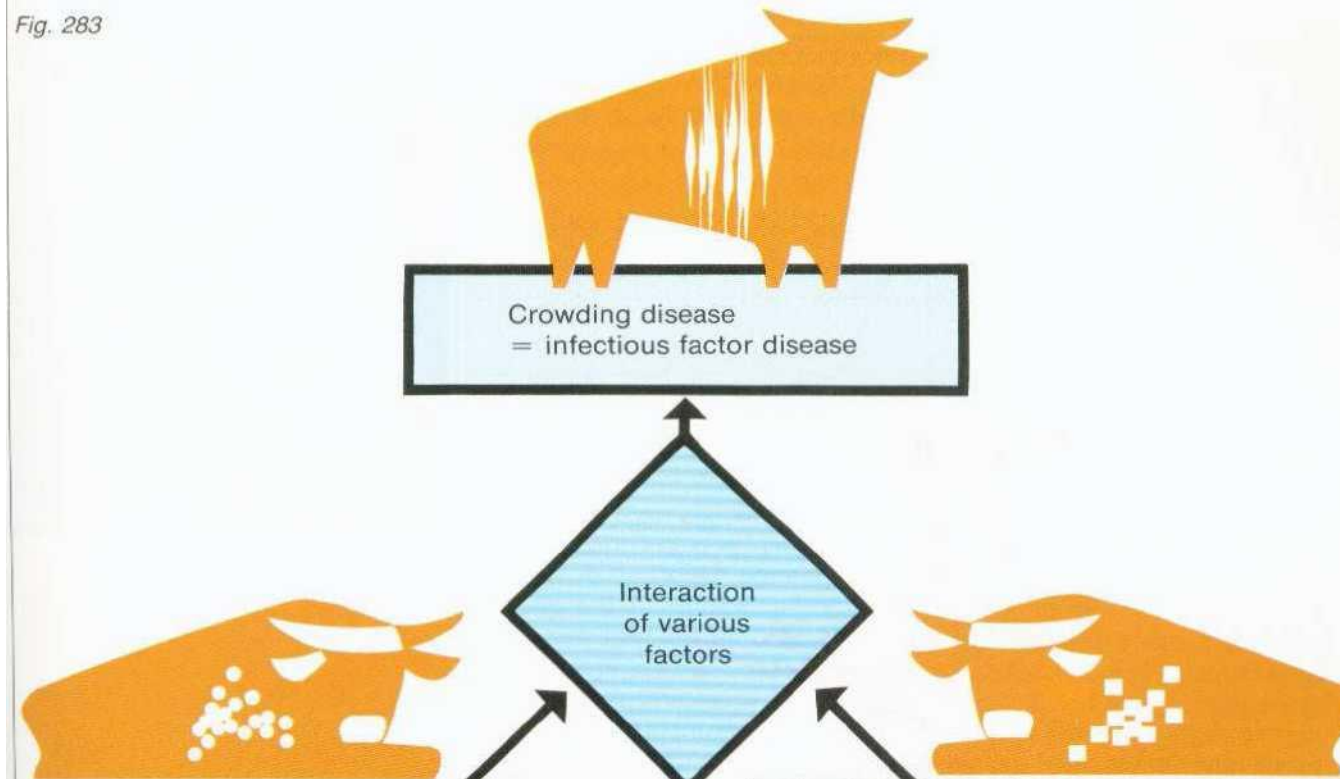 Fig. 283
Crowding disease
= infectious factor disease
Interaction
of various
factors